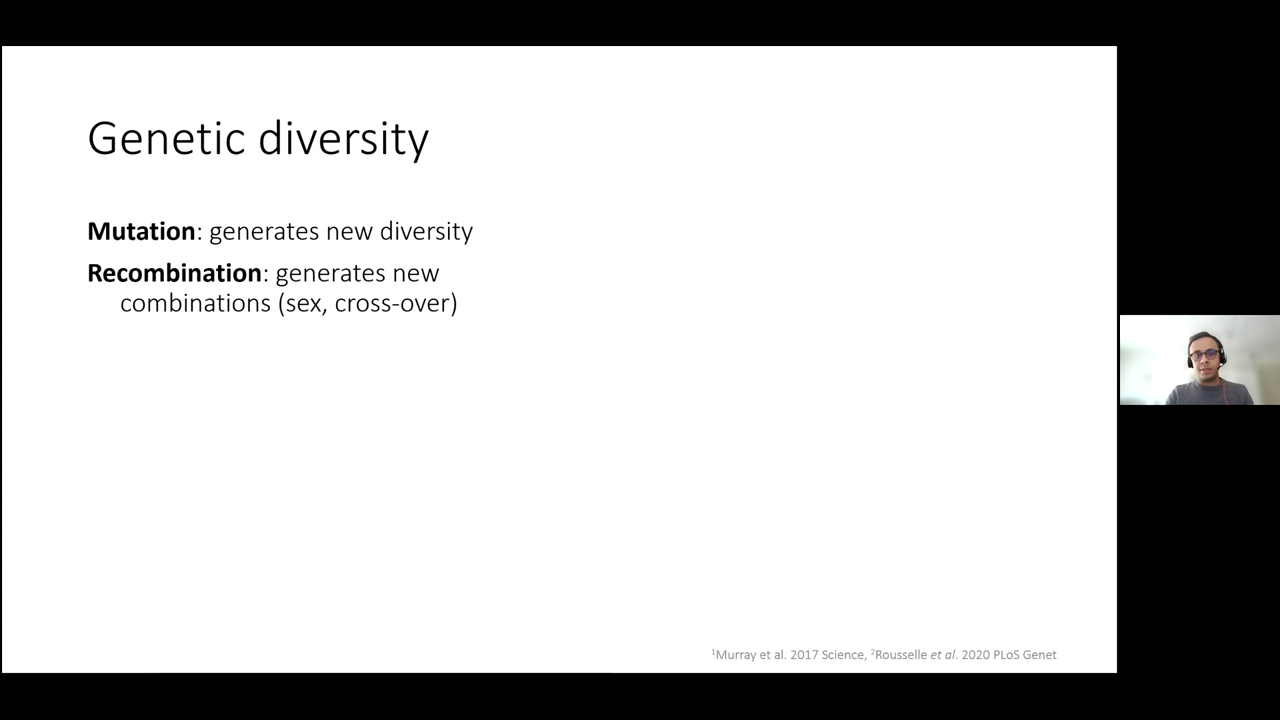 Genetic diversity
Mutation: generates new diversity
Recombination: generates new
combinations (sex, cross-over)
¹Murray et al. 2017 Science, ²Rousselle et al. 2020 PLoS Genet